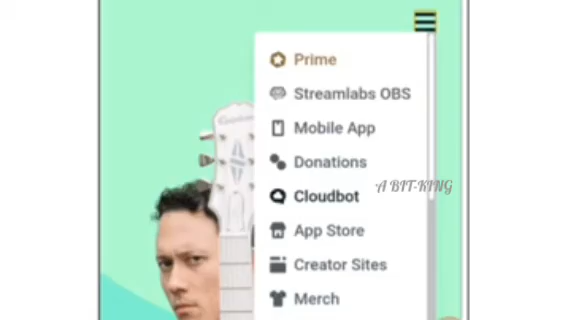 Prime
Streamlabs OBS
Mobile App
Donations
A BIT-KING
Cloudbot
App Store
Creator Sites
Merch